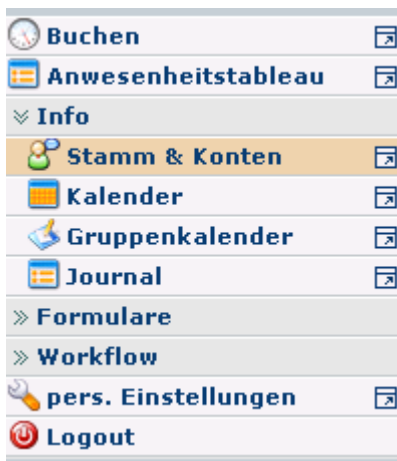 Buchen
Anwesenheitstableau
Info
Stamm & Konten
Kalender
Gruppenkalender
Journal
Formulare
Workflow
pers. Einstellungen
Logout